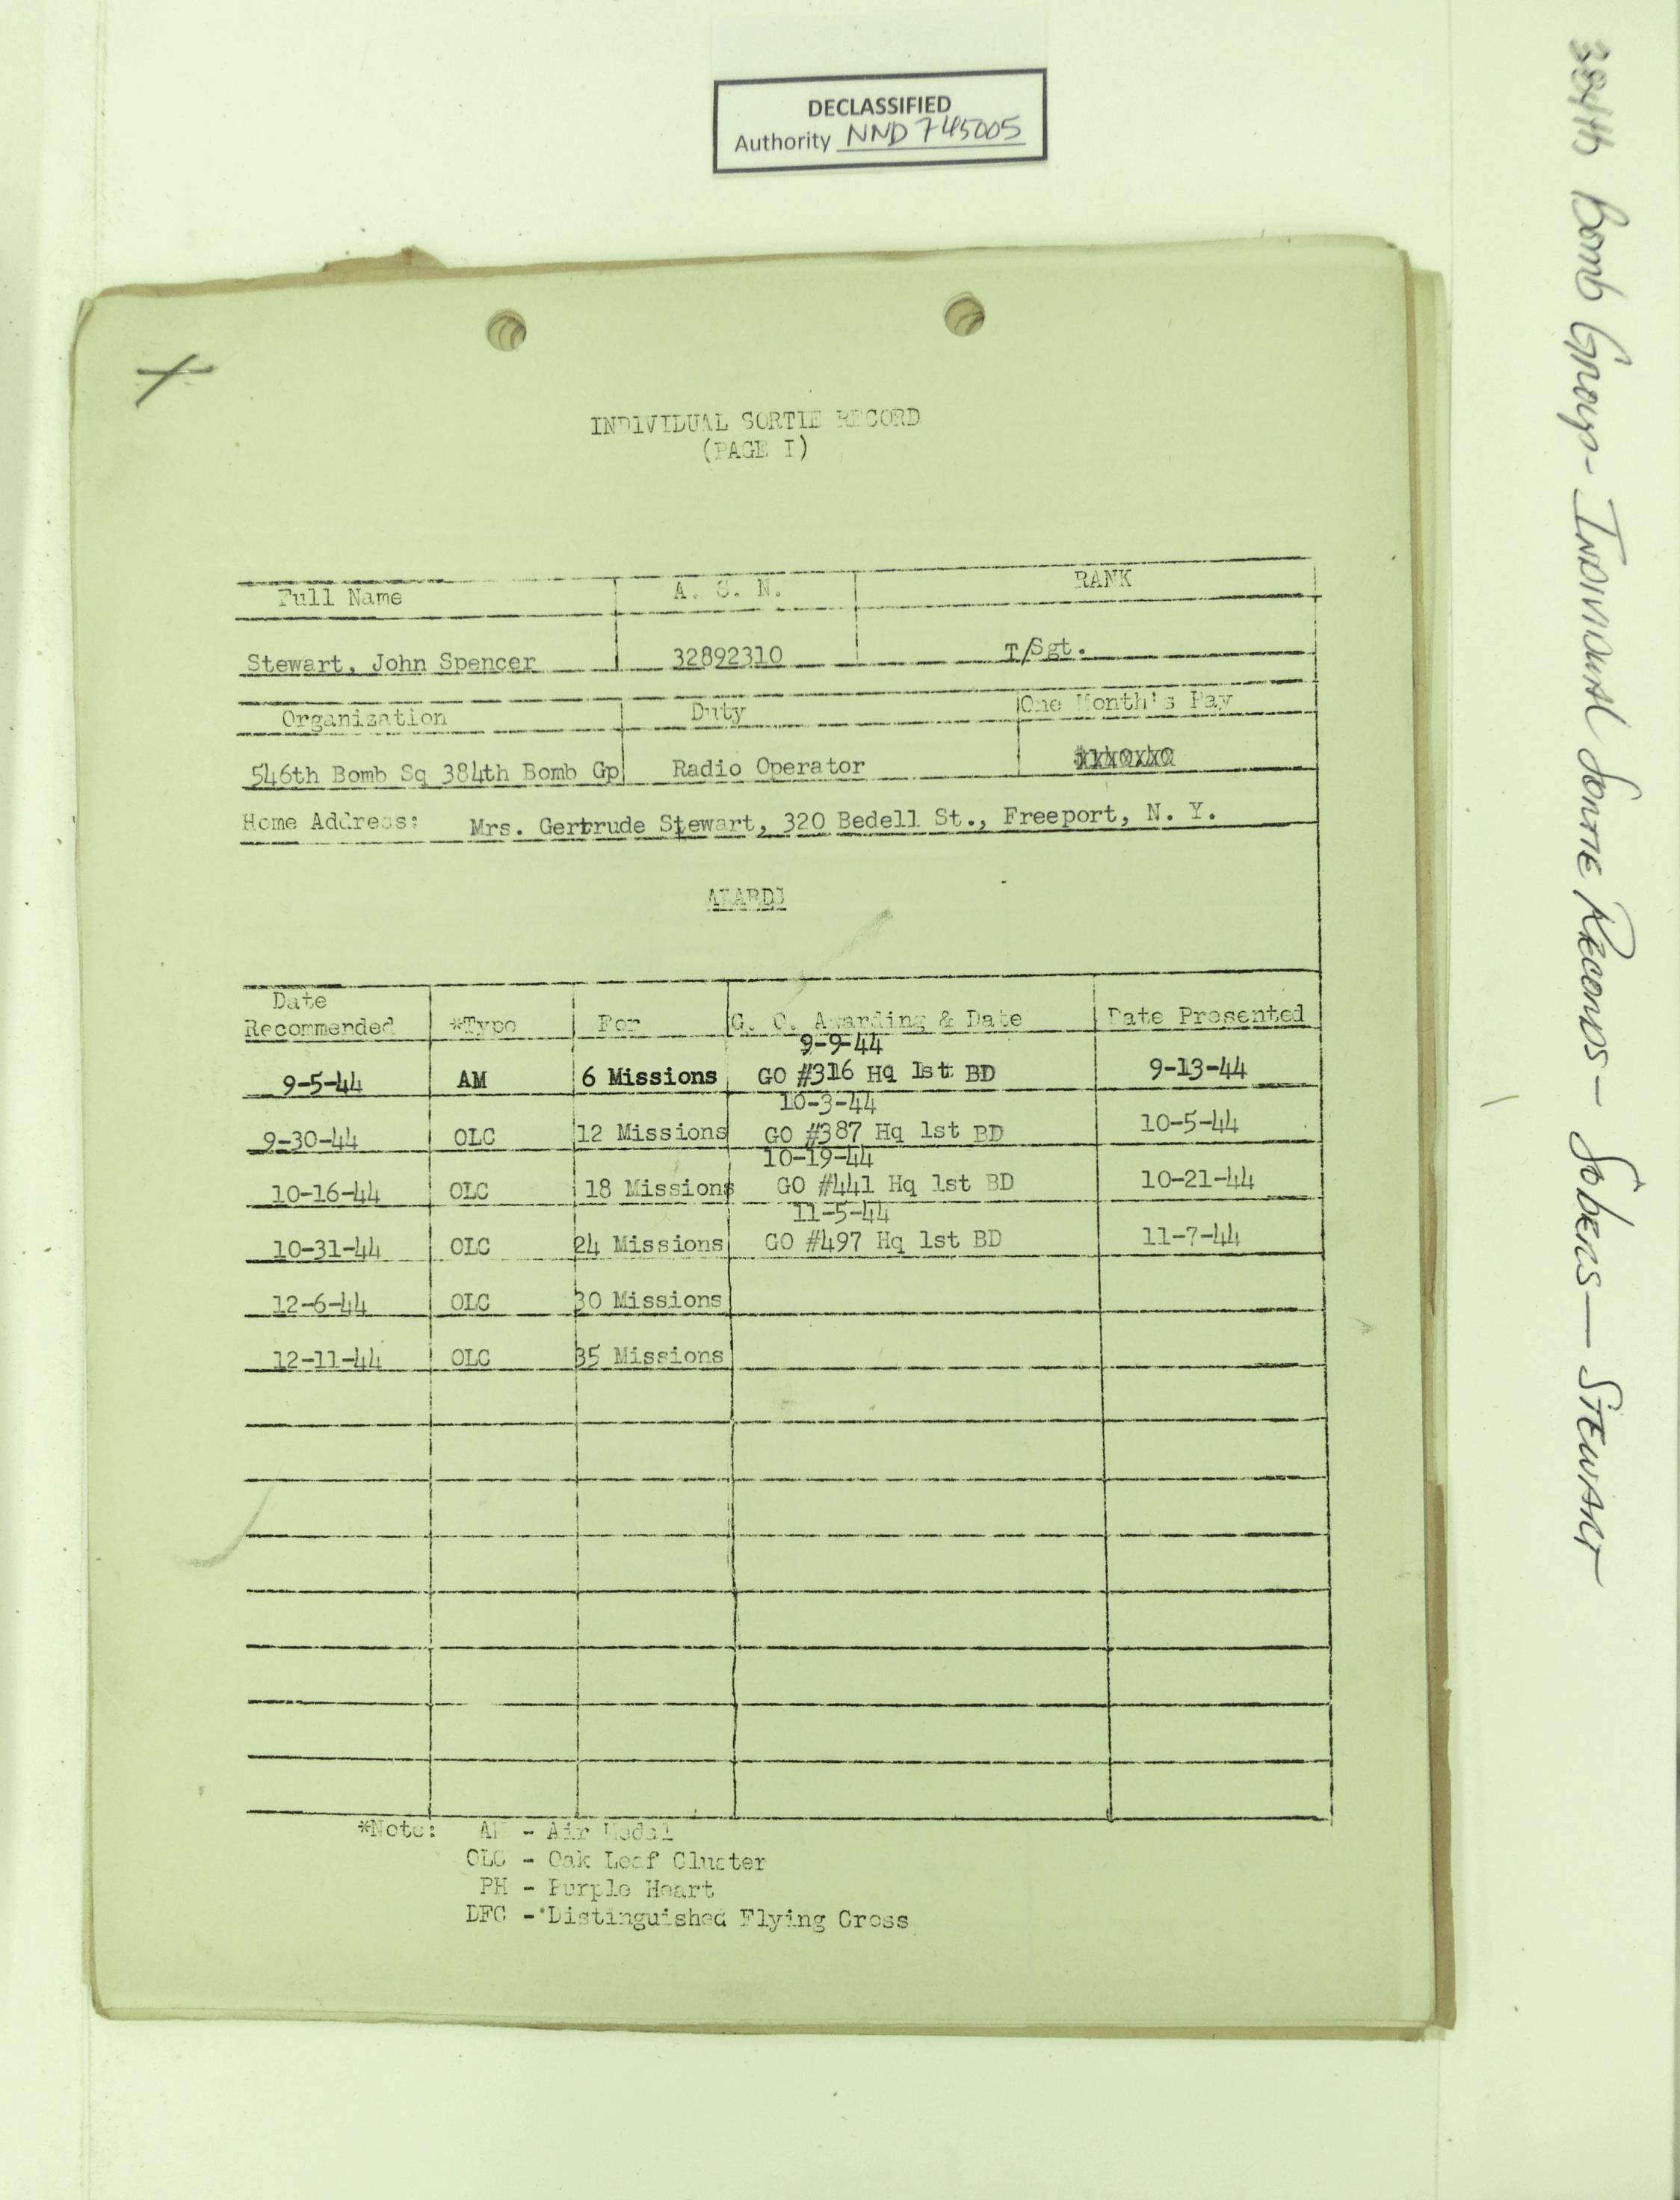 DECLASSIFIED
Authority NND 745005
384th Bomb Group - Individual Sortie Records - Sobers - Stewart
INDIVIDUAL SORTIE RECORD
(PAGE I)
Full Name A. S. N. RANK
Stewart, John Spencer 32892310 T/Sgt.
Organization Duty One Month's Pay
546th Bomb Sq 384th Bomb Gp Radio Operator
Home Address: Mrs. Gertrude Stewart, 320 Bedell St., Freeport, N. Y.
AWARDS
Date
Recommended *Type For G. O. Awarding & Date Date Presented
9-9-44
9-5-44 AM 6 Missions GO #316 Hq 1st BD 9-13-44
10-3-44
9-30-44 OLC 12 Missions GO #387 Hq 1st BD 10-5-44
10-19-44
10-16-44 OLC 18 Missions GO #441 Hq 1st BD 10-21-44
11-5-44
10-31-44 OLC 24 Missions GO #497 Hq 1st BD 11-7-44
12-6-44 OLC 30 Missions
12-11-44 OLC 35 Missions
*Note: AM - Air Medal
OLC - Oak Leaf Cluster
PH - Purple Heart
DFC - Distinguished Flying Cross